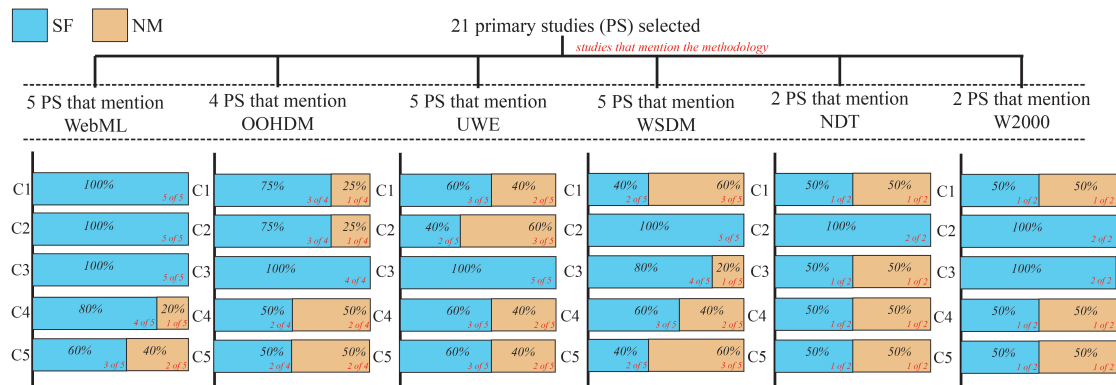 SF NM
21 primary studies (PS) selected
studies that mention the methodology
5 PS that mention
WebML
4 PS that mention
OOHDM
5 PS that mention
UWE
5 PS that mention
WSDM
2 PS that mention
NDT
2 PS that mention
W2000
C1 100% 5 of 5
C2 100% 5 of 5
C3 100% 5 of 5
C4 80% 4 of 5 20% 1 of 5
C5 60% 3 of 5 40% 2 of 5
C1 75% 3 of 4 25% 1 of 4
C2 75% 3 of 4 25% 1 of 4
C3 100% 4 of 4
C4 50% 2 of 4 50% 2 of 4
C5 50% 2 of 4 50% 2 of 4
C1 60% 3 of 5 40% 2 of 5
C2 40% 2 of 5 60% 3 of 5
C3 100% 5 of 5
C4 60% 3 of 5 40% 2 of 5
C5 60% 3 of 5 40% 2 of 5
C1 40% 2 of 5 60% 3 of 5
C2 100% 5 of 5
C3 80% 4 of 5 20% 1 of 5
C4 60% 3 of 5 40% 2 of 5
C5 40% 2 of 5 60% 3 of 5
C1 50% 1 of 2 50% 1 of 2
C2 100% 2 of 2
C3 50% 1 of 2 50% 1 of 2
C4 50% 1 of 2 50% 1 of 2
C5 50% 1 of 2 50% 1 of 2
C1 50% 1 of 2 50% 1 of 2
C2 100% 2 of 2
C3 100% 2 of 2
C4 50% 1 of 2 50% 1 of 2
C5 50% 1 of 2 50% 1 of 2